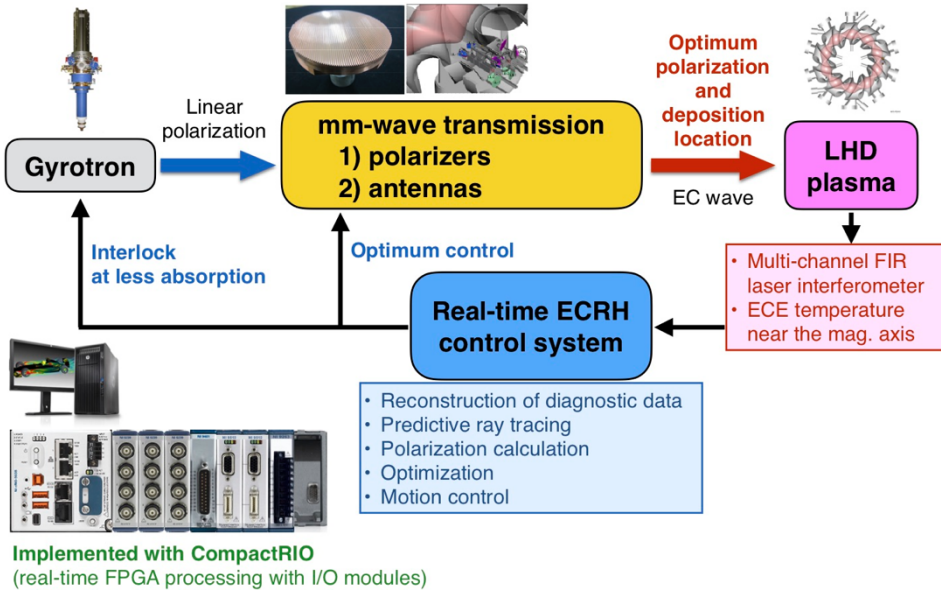 Linear
polarization
Optimum
polarization
and
deposition
location
Gyrotron
mm-wave transmission
1) polarizers
2) antennas
EC wave
LHD
plasma
Interlock
at less absorption
Optimum control
• Multi-channel FIR
laser interferometer
• ECE temperature
near the mag. axis
Real-time ECRH
control system
• Reconstruction of diagnostic data
• Predictive ray tracing
• Polarization calculation
• Optimization
• Motion control
Implemented with CompactRIO
(real-time FPGA processing with I/O modules)